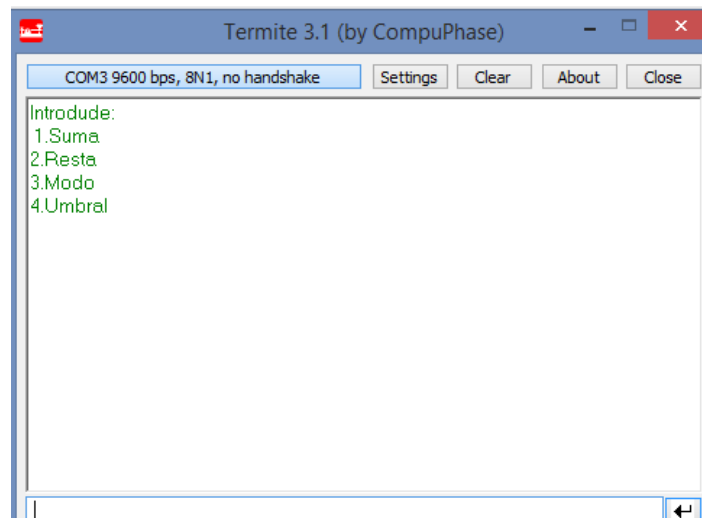 Termite 3.1 (by CompuPhase)
COM3 9600 bps, 8N1, no handshake Settings Clear About Close
Introdude:
1.Suma
2.Resta
3.Modo
4.Umbral